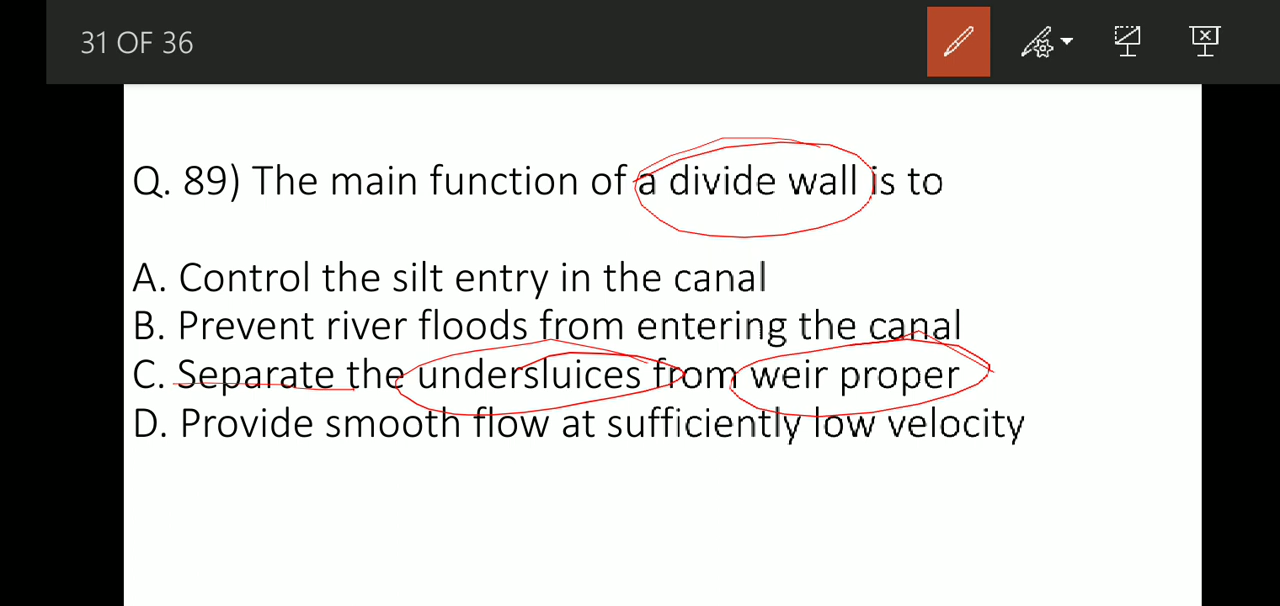 31 OF 36
Q. 89) The main function of a divide wall is to
A. Control the silt entry in the canal
B. Prevent river floods from entering the canal
C. Separate the undersluices from weir proper
D. Provide smooth flow at sufficiently low velocity